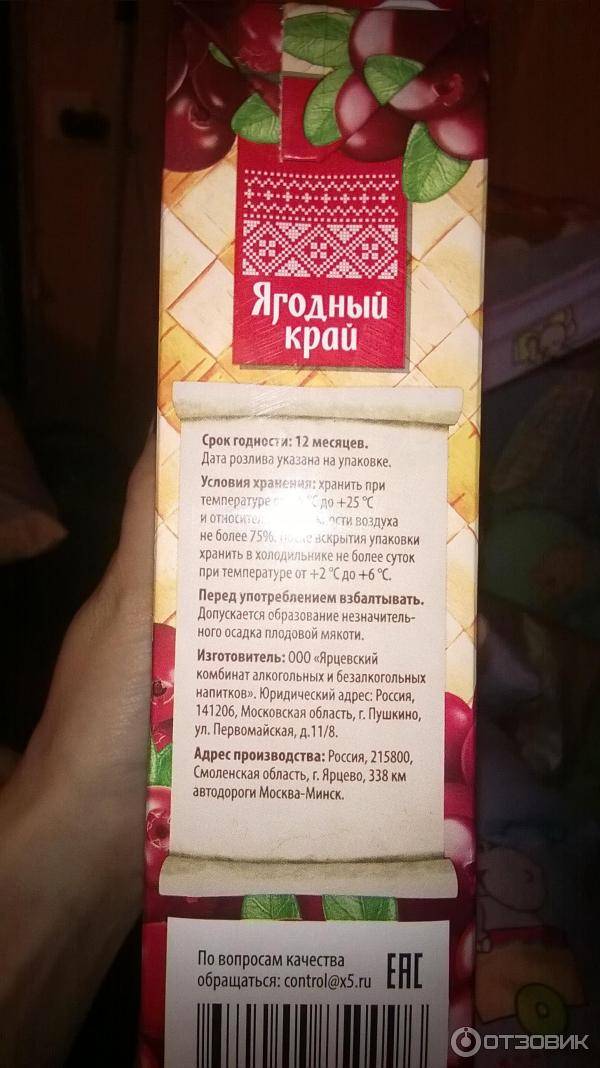 Ягодный
край
Срок годности: 12 месяцев.
Дата розлива указана на упаковке.
Условия хранения: хранить при
температуре от °C до +25 °C
и воздуха
не более 75%. После вскрытия упаковки
хранить в холодильнике не более суток
при температуре от +2 °C до +6 °C.
Перед употреблением взбалтывать.
Допускается образование незначитель-
ного осадка плодовой мякоти.
Изготовитель: ООО «Ярцевский
комбинат алкогольных и безалкогольных
напитков». Юридический адрес: Россия,
141206, Московская область, г. Пушкино,
ул. Первомайская, д.11/8.
Адрес производства: Россия, 215800,
Смоленская область, г. Ярцево, 338 км
автодороги Москва-Минск.
По вопросам качества
обращаться: control@x5.ru
EAC
ОТЗОВИК